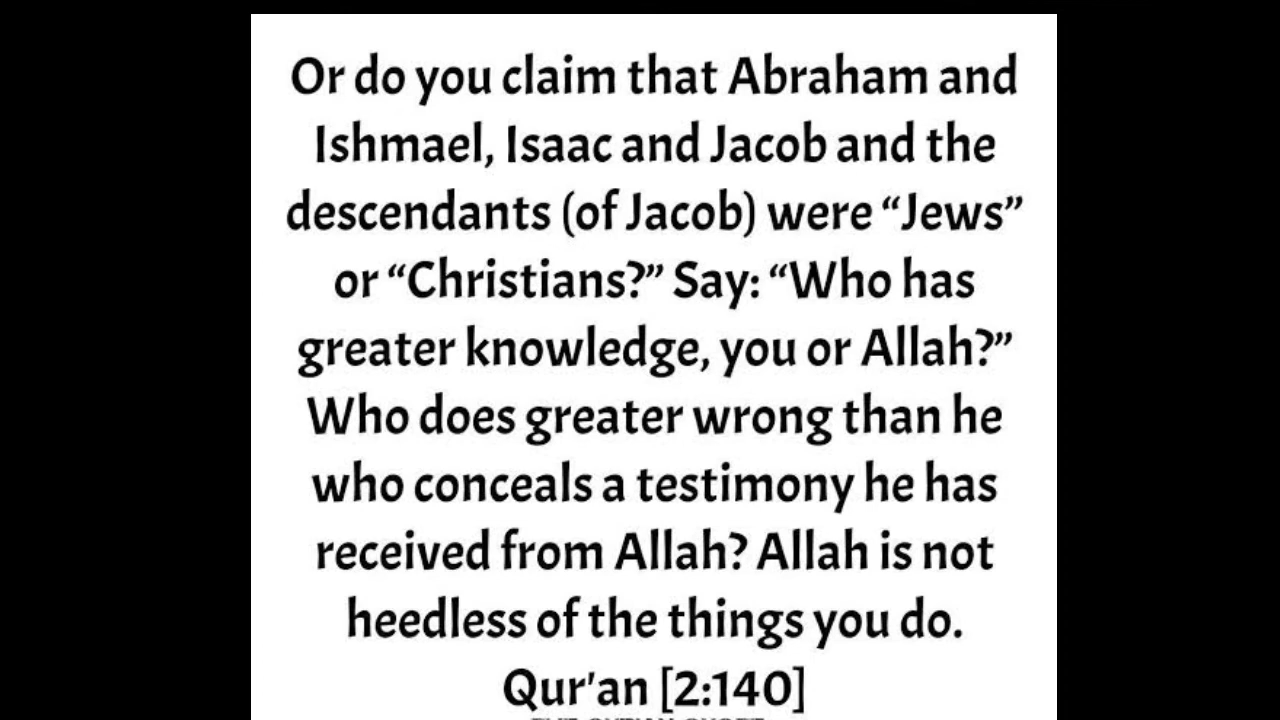 Or do you claim that Abraham and
Ishmael, Isaac and Jacob and the
descendants (of Jacob) were “Jews”
or “Christians?” Say: “Who has
greater knowledge, you or Allah?”
Who does greater wrong than he
who conceals a testimony he has
received from Allah? Allah is not
heedless of the things you do.
Qur'an [2:140]